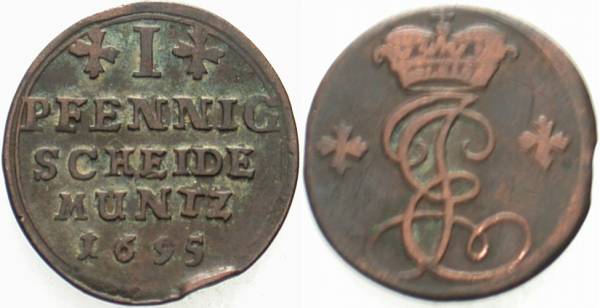 I
PFENNIG
SCHEIDE
MUNTZ
1695